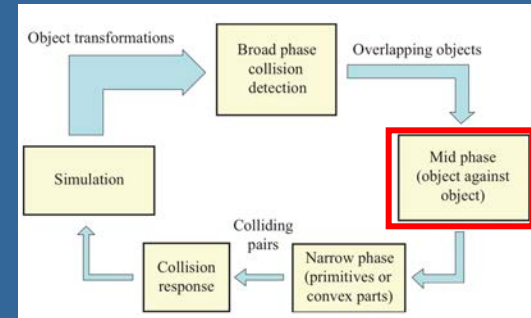 Object transformations
Broad phase
collision
detection
Overlapping objects
Mid phase
(object against
object)
Simulation
Colliding
pairs
Collision
response
Narrow phase
(primitives or
convex parts)